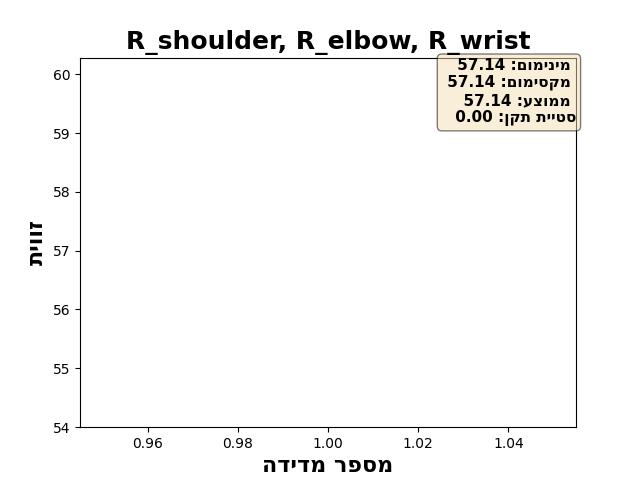 R_shoulder, R_elbow, R_wrist
מינימום: 57.14
מקסימום: 57.14
ממוצע: 57.14
סטיית תקן: 0.00
60
59
58
57
56
55
54
זווית
0.96 0.98 1.00 1.02 1.04
מספר מדידה